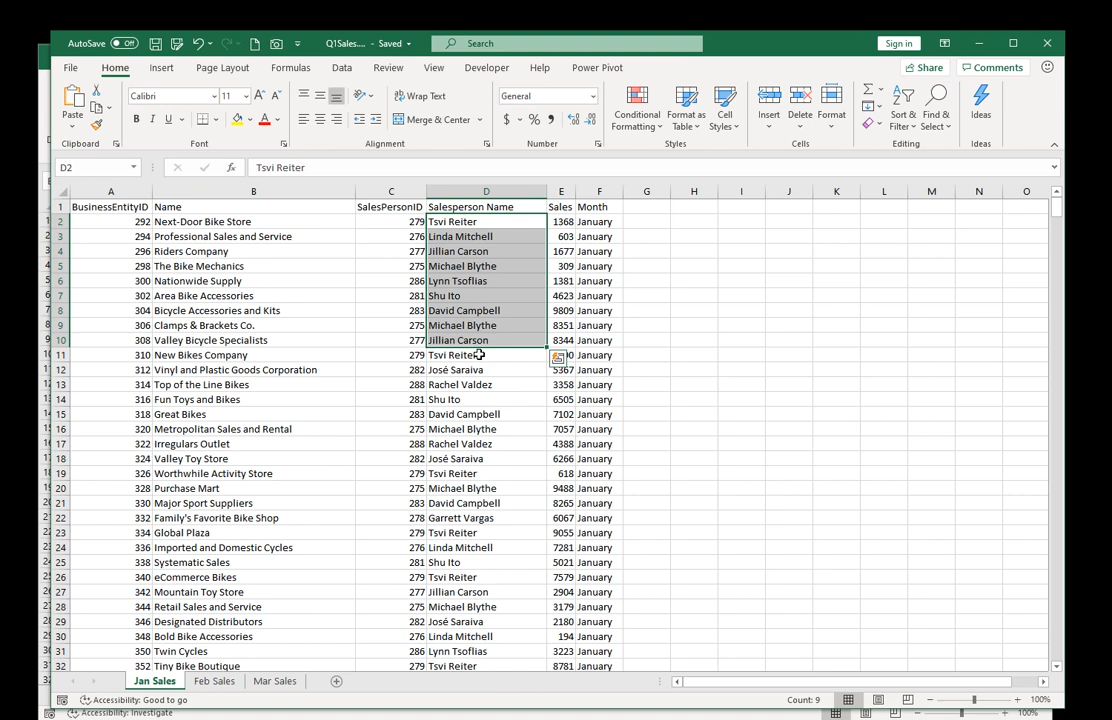 AutoSave Off Q1Sales.... - Saved Search Sign in
File Home Insert Page Layout Formulas Data Review View Developer Help Power Pivot Share Comments
Paste Calibri 11 Wrap Text General Conditional Formatting Format as Table Cell Styles Insert Delete Format Sort & Filter Find & Select Ideas
B I U A Merge & Center $ % ,
Clipboard Font Alignment Number Styles Cells Editing Ideas
D2 fx Tsvi Reiter
A B C D E F G H I J K L M N O
1 BusinessEntityID Name SalesPersonID Salesperson Name Sales Month
2 292 Next-Door Bike Store 279 Tsvi Reiter 1368 January
3 294 Professional Sales and Service 276 Linda Mitchell 603 January
4 296 Riders Company 277 Jillian Carson 1677 January
5 298 The Bike Mechanics 275 Michael Blythe 309 January
6 300 Nationwide Supply 286 Lynn Tsoflias 1381 January
7 302 Area Bike Accessories 281 Shu Ito 4623 January
8 304 Bicycle Accessories and Kits 283 David Campbell 9809 January
9 306 Clamps & Brackets Co. 275 Michael Blythe 8351 January
10 308 Valley Bicycle Specialists 277 Jillian Carson 8344 January
11 310 New Bikes Company 279 Tsvi Reiter January
12 312 Vinyl and Plastic Goods Corporation 282 José Saraiva 5367 January
13 314 Top of the Line Bikes 288 Rachel Valdez 3358 January
14 316 Fun Toys and Bikes 281 Shu Ito 6505 January
15 318 Great Bikes 283 David Campbell 7102 January
16 320 Metropolitan Sales and Rental 275 Michael Blythe 7057 January
17 322 Irregulars Outlet 288 Rachel Valdez 4388 January
18 324 Valley Toy Store 282 José Saraiva 6266 January
19 326 Worthwhile Activity Store 279 Tsvi Reiter 618 January
20 328 Purchase Mart 275 Michael Blythe 9488 January
21 330 Major Sport Suppliers 283 David Campbell 8265 January
22 332 Family's Favorite Bike Shop 278 Garrett Vargas 6067 January
23 334 Global Plaza 279 Tsvi Reiter 9055 January
24 336 Imported and Domestic Cycles 276 Linda Mitchell 7281 January
25 338 Systematic Sales 281 Shu Ito 5021 January
26 340 eCommerce Bikes 279 Tsvi Reiter 7579 January
27 342 Mountain Toy Store 277 Jillian Carson 2904 January
28 344 Retail Sales and Service 275 Michael Blythe 3179 January
29 346 Designated Distributors 282 José Saraiva 2180 January
30 348 Bold Bike Accessories 276 Linda Mitchell 194 January
31 350 Twin Cycles 286 Lynn Tsoflias 3223 January
32 352 Tiny Bike Boutique 279 Tsvi Reiter 8781 January
Jan Sales Feb Sales Mar Sales
Accessibility: Good to go Count: 9 100%
Accessibility: Investigate 100%